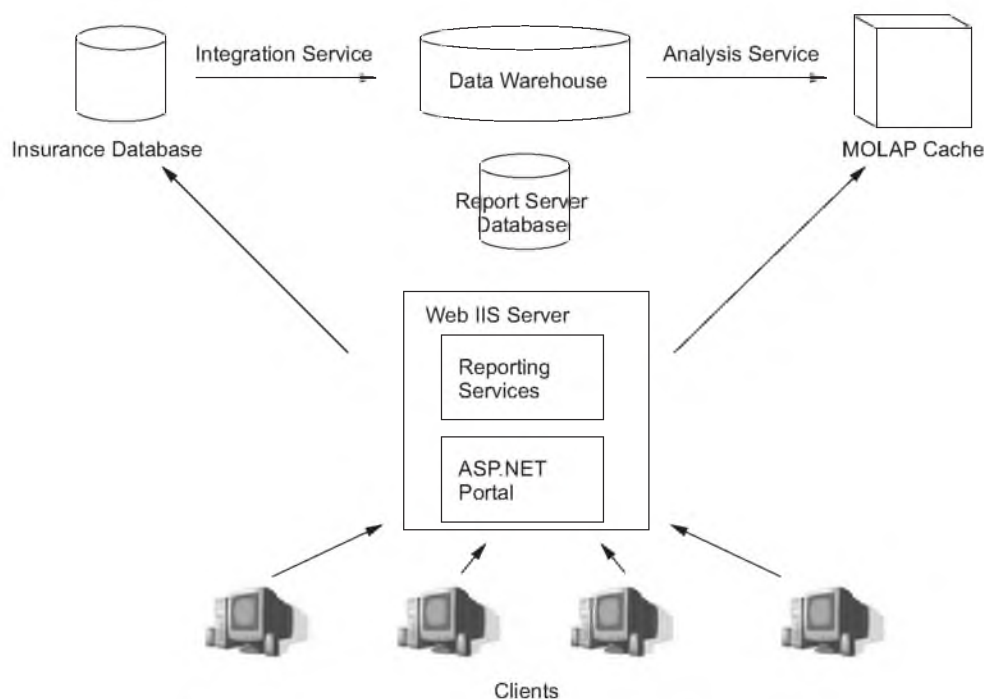 Integration Service
Analysis Service
Data Warehouse
Insurance Database
MOLAP Cache
Report Server
Database
Web IIS Server
Reporting
Services
ASP.NET
Portal
Clients